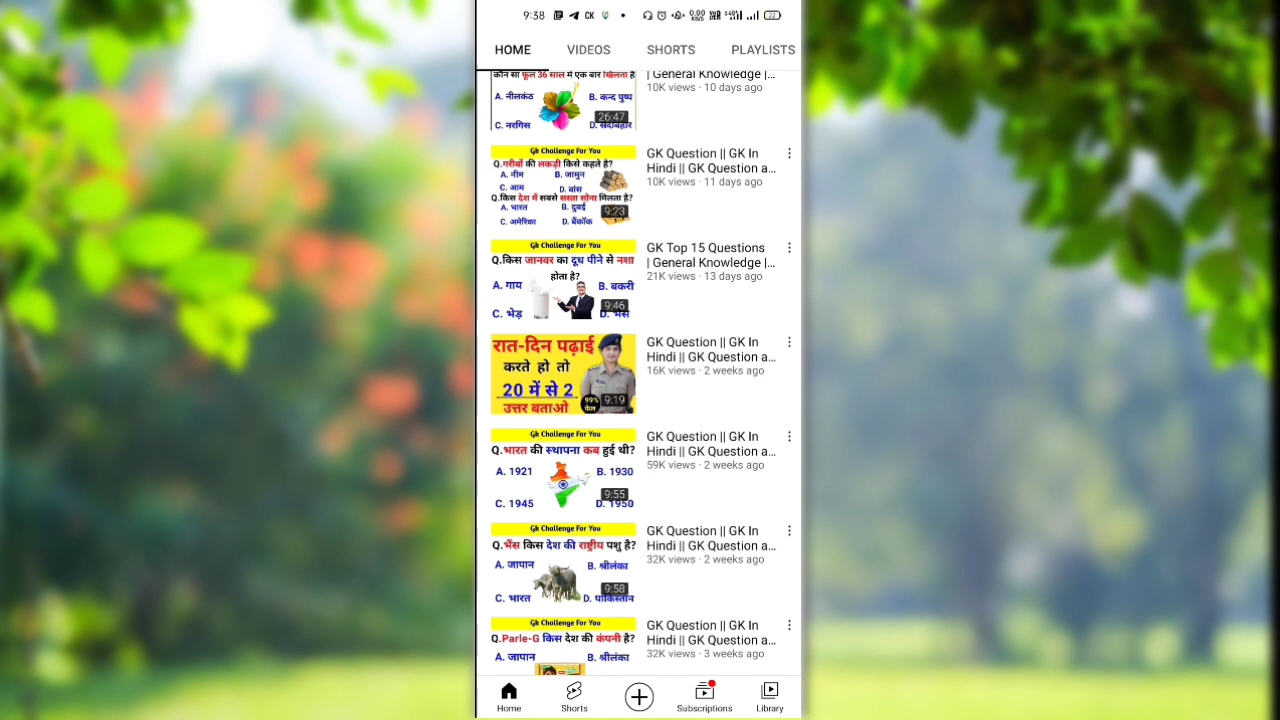 9:38 CK 0.00 KB/S 22
HOME VIDEOS SHORTS PLAYLISTS
कौन सा फूल 36 साल में एक बार खिलता है
A. नीलकंठ B. कन्द पुष्प
C. नरगिस D. सदाबहार
26:47
| General Knowledge |...
10K views · 10 days ago
Gk Challenge For You
Q.गरीबों की लकड़ी किसे कहते है?
A. नीम B. जामुन
C. आम D. बांस
Q.किस देश में सबसे सस्ता सोना मिलता है?
A. भारत B. दुबई
C. अमेरिका D. बैंकॉक
9:23
GK Question || GK In
Hindi || GK Question a...
10K views · 11 days ago
Gk Challenge For You
Q.किस जानवर का दूध पीने से नशा
होता है?
A. गाय B. बकरी
C. भेड़ D. भैंस
9:46
GK Top 15 Questions
| General Knowledge |...
21K views · 13 days ago
रात-दिन पढ़ाई
करते हो तो
20 में से 2
उत्तर बताओ
99%
फेल
9:19
GK Question || GK In
Hindi || GK Question a...
16K views · 2 weeks ago
Gk Challenge For You
Q.भारत की स्थापना कब हुई थी?
A. 1921 B. 1930
C. 1945 D. 1950
9:55
GK Question || GK In
Hindi || GK Question a...
59K views · 2 weeks ago
Gk Challenge For You
Q.भैंस किस देश की राष्ट्रीय पशु है?
A. जापान B. श्रीलंका
C. भारत D. पाकिस्तान
9:58
GK Question || GK In
Hindi || GK Question a...
32K views · 2 weeks ago
Gk Challenge For You
Q.Parle-G किस देश की कंपनी है?
A. जापान B. श्रीलंका
GK Question || GK In
Hindi || GK Question a...
32K views · 3 weeks ago
Home Shorts Subscriptions Library